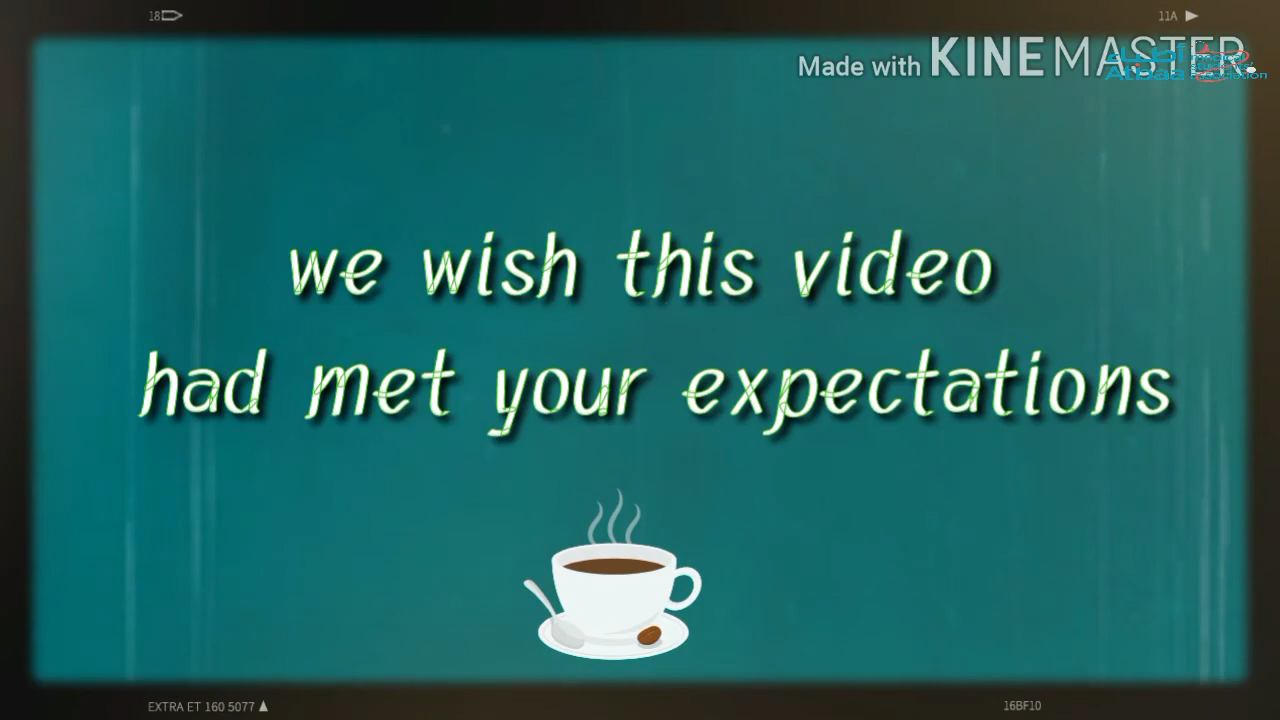 18
11A
Made with KINEMASTER
we wish this video
had met your expectations
EXTRA ET 160 5077
16BF10